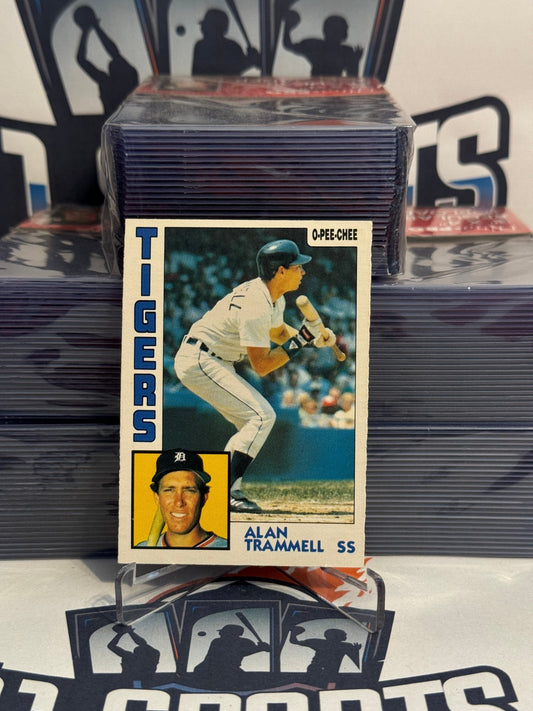 O-PEE-CHEE
TIGERS
D
ALAN
TRAMMELL SS